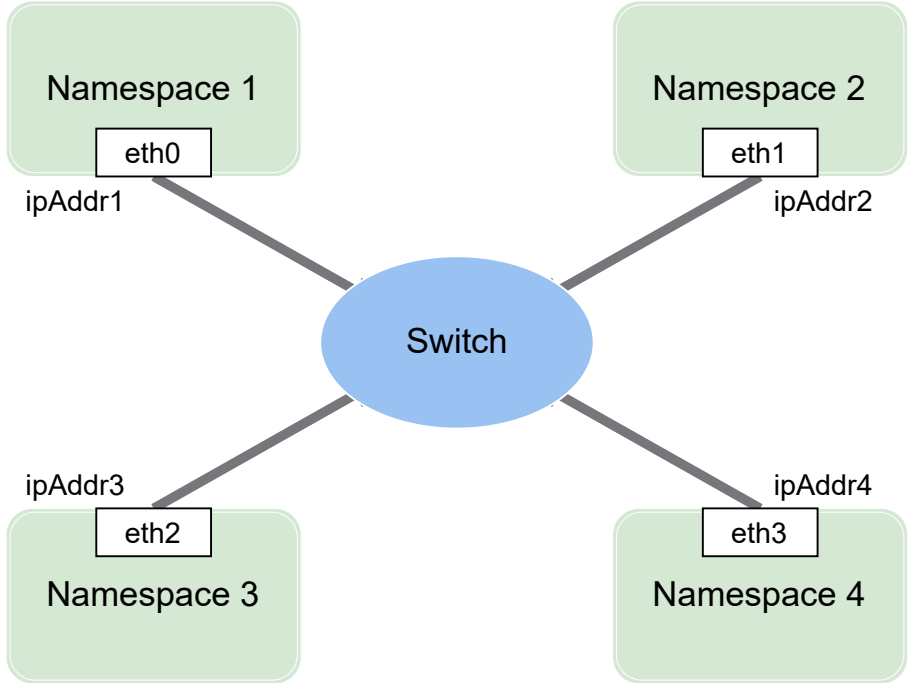 Namespace 1
Namespace 2
eth0
eth1
ipAddr1
ipAddr2
Switch
ipAddr3
ipAddr4
eth2
eth3
Namespace 3
Namespace 4